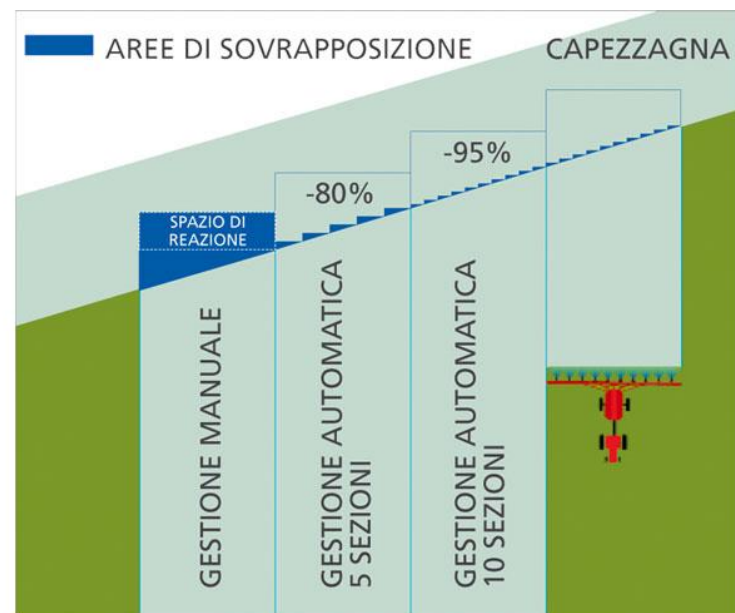 AREE DI SOVRAPPOSIZIONE
CAPEZZAGNA
-95%
-80%
SPAZIO DI
REAZIONE
GESTIONE MANUALE
GESTIONE AUTOMATICA
5 SEZIONI
GESTIONE AUTOMATICA
10 SEZIONI